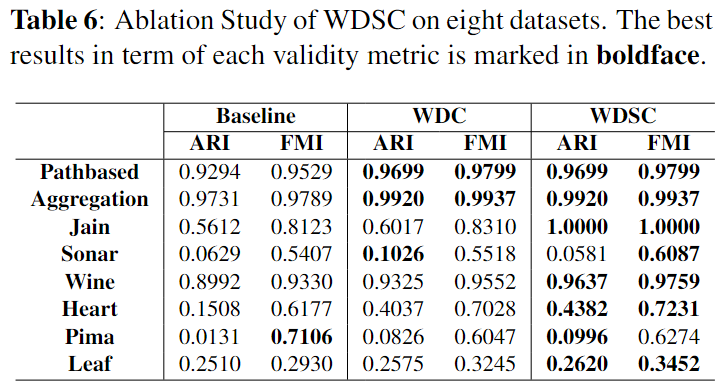 Table 6: Ablation Study of WDSC on eight datasets. The best
results in term of each validity metric is marked in boldface.
Baseline WDC WDSC
ARI FMI ARI FMI ARI FMI
Pathbased 0.9294 0.9529 0.9699 0.9799 0.9699 0.9799
Aggregation 0.9731 0.9789 0.9920 0.9937 0.9920 0.9937
Jain 0.5612 0.8123 0.6017 0.8310 1.0000 1.0000
Sonar 0.0629 0.5407 0.1026 0.5518 0.0581 0.6087
Wine 0.8992 0.9330 0.9325 0.9552 0.9637 0.9759
Heart 0.1508 0.6177 0.4037 0.7028 0.4382 0.7231
Pima 0.0131 0.7106 0.0826 0.6047 0.0996 0.6274
Leaf 0.2510 0.2930 0.2575 0.3245 0.2620 0.3452